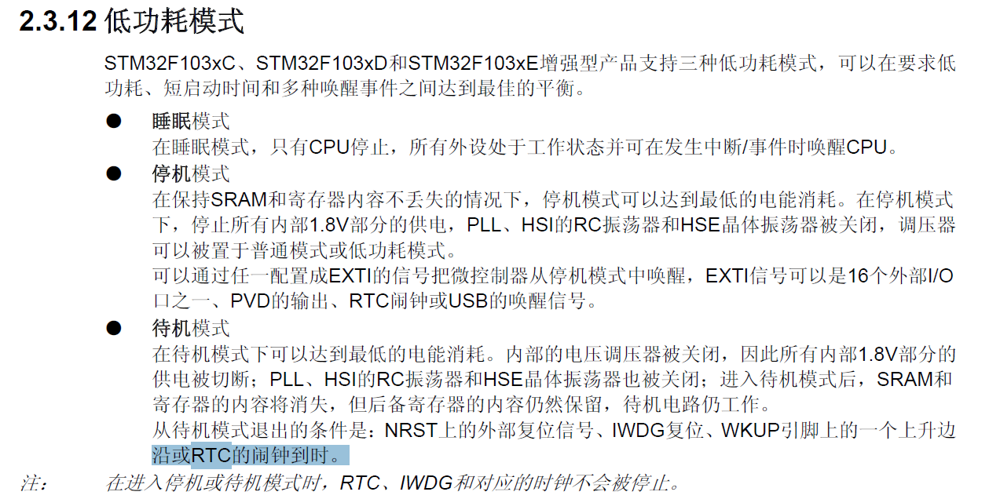 2.3.12 低功耗模式
STM32F103xC、STM32F103xD和STM32F103xE增强型产品支持三种低功耗模式，可以在要求低
功耗、短启动时间和多种唤醒事件之间达到最佳的平衡。
● 睡眠模式
在睡眠模式，只有CPU停止，所有外设处于工作状态并可在发生中断/事件时唤醒CPU。
● 停机模式
在保持SRAM和寄存器内容不丢失的情况下，停机模式可以达到最低的电能消耗。在停机模式
下，停止所有内部1.8V部分的供电，PLL、HSI的RC振荡器和HSE晶体振荡器被关闭，调压器
可以被置于普通模式或低功耗模式。
可以通过任一配置成EXTI的信号把微控制器从停机模式中唤醒，EXTI信号可以是16个外部I/O
口之一、PVD的输出、RTC闹钟或USB的唤醒信号。
● 待机模式
在待机模式下可以达到最低的电能消耗。内部的电压调压器被关闭，因此所有内部1.8V部分的
供电被切断；PLL、HSI的RC振荡器和HSE晶体振荡器也被关闭；进入待机模式后，SRAM和
寄存器的内容将消失，但后备寄存器的内容仍然保留，待机电路仍工作。
从待机模式退出的条件是：NRST上的外部复位信号、IWDG复位、WKUP引脚上的一个上升边
沿或RTC的闹钟到时。
注： 在进入停机或待机模式时，RTC、IWDG和对应的时钟不会被停止。